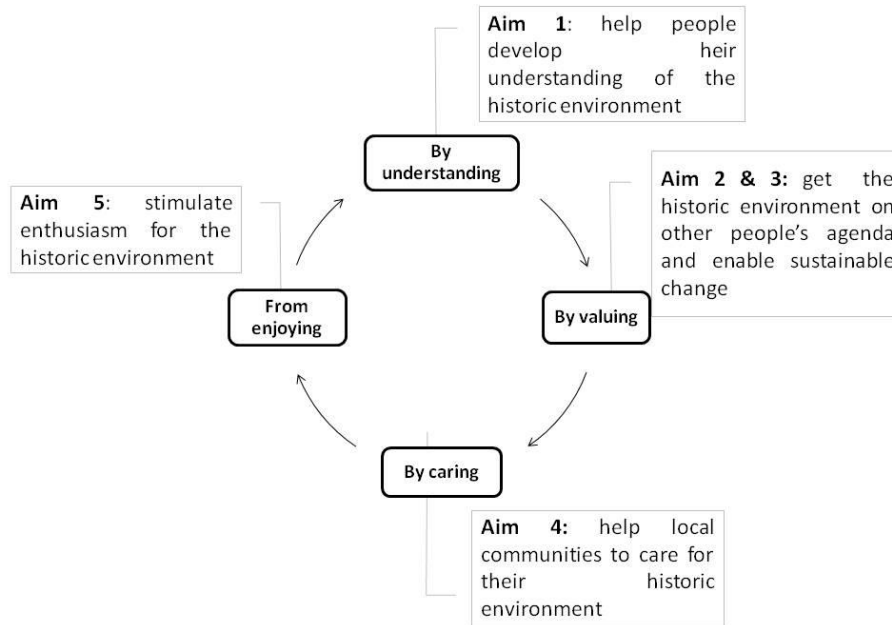 Aim 1: help people
develop heir
understanding of the
historic environment
By
understanding
Aim 2 & 3: get the
historic environment on
other people's agenda
and enable sustainable
change
Aim 5: stimulate
enthusiasm for the
historic environment
From
enjoying
By valuing
By caring
Aim 4: help local
communities to care for
their historic
environment